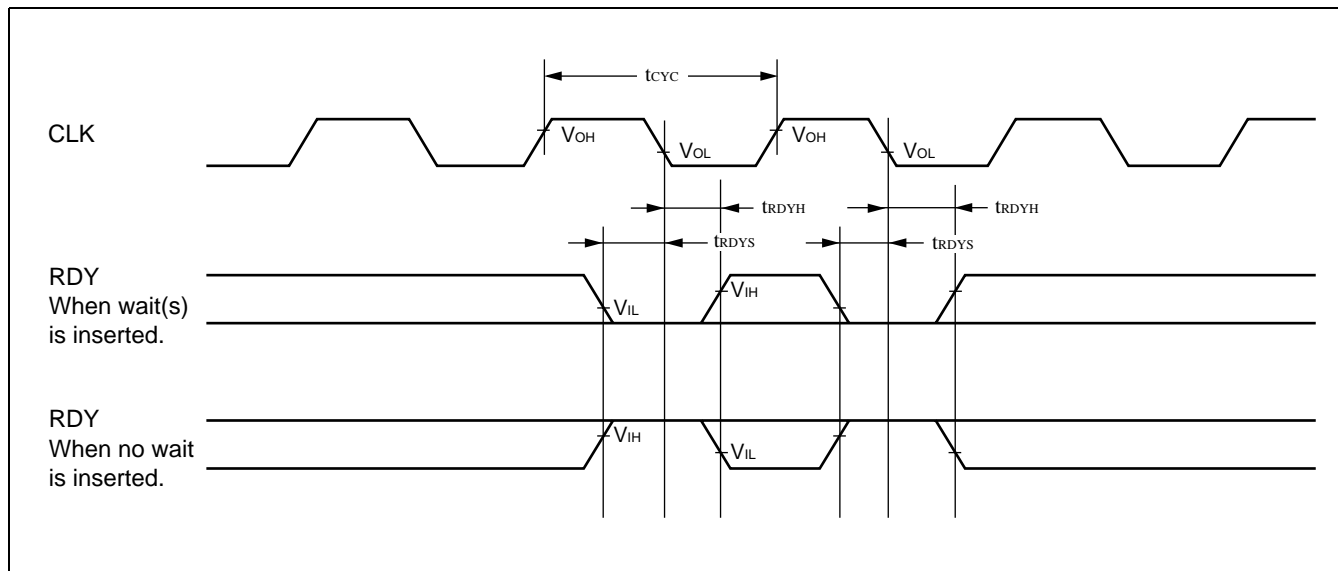 tCYC
CLK
VOH
VOL
VOH
VOL
tRDYH
tRDYH
tRDYS
tRDYS
RDY
When wait(s)
is inserted.
VIL
VIH
RDY
When no wait
is inserted.
VIH
VIL